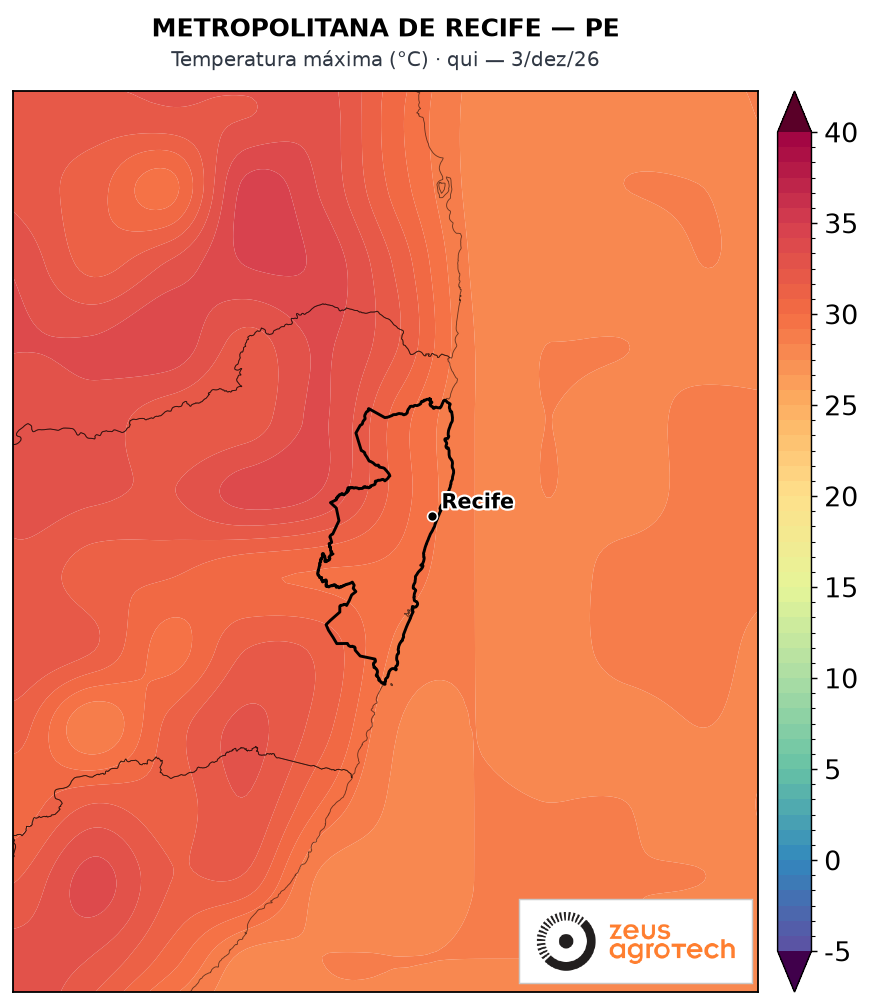 METROPOLITANA DE RECIFE — PE
Temperatura máxima (°C) · qui — 3/dez/26
40
35
30
25
20
15
10
5
0
-5
Recife
zeus
agrotech